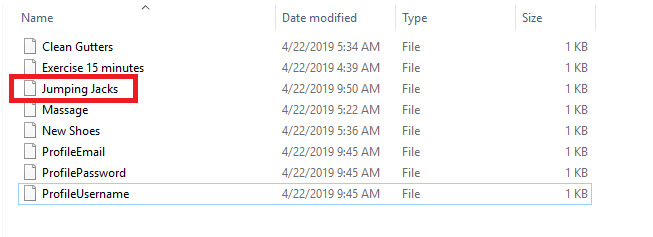 Name Date modified Type Size
Clean Gutters 4/22/2019 5:34 AM File 1 KB
Exercise 15 minutes 4/22/2019 4:39 AM File 1 KB
Jumping Jacks 4/22/2019 9:50 AM File 1 KB
Massage 4/22/2019 5:22 AM File 1 KB
New Shoes 4/22/2019 5:36 AM File 1 KB
ProfileEmail 4/22/2019 9:45 AM File 1 KB
ProfilePassword 4/22/2019 9:45 AM File 1 KB
ProfileUsername 4/22/2019 9:45 AM File 1 KB